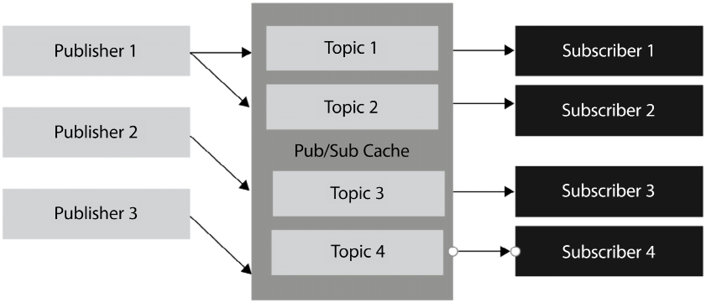 Publisher 1
Publisher 2
Publisher 3
Topic 1
Topic 2
Pub/Sub Cache
Topic 3
Topic 4
Subscriber 1
Subscriber 2
Subscriber 3
Subscriber 4